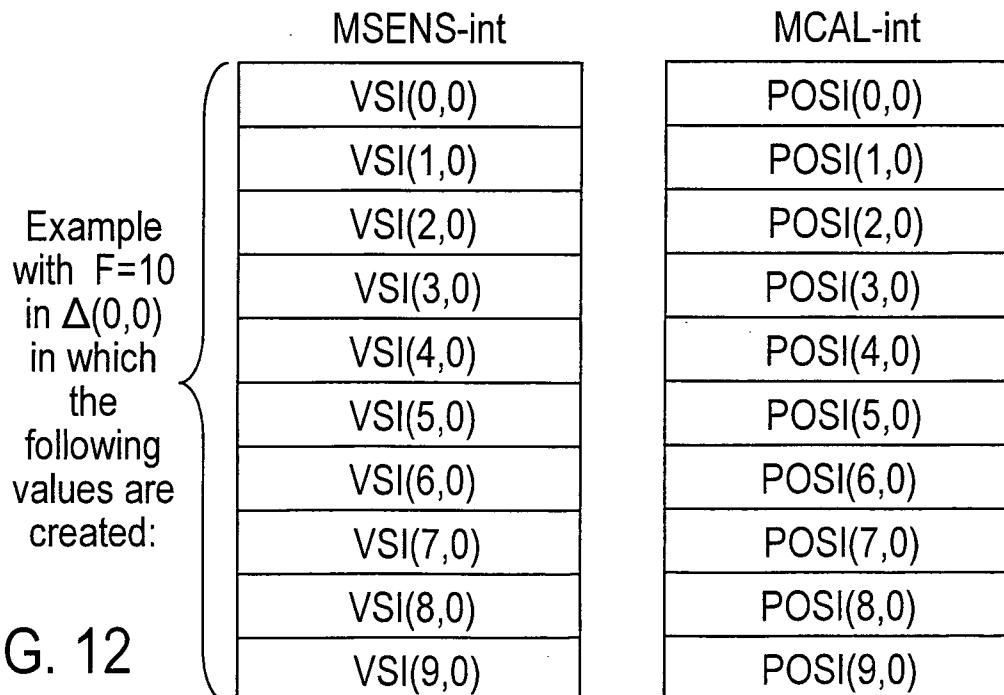 MSENS-int MCAL-int
VSI(0,0) POSI(0,0)
VSI(1,0) POSI(1,0)
VSI(2,0) POSI(2,0)
VSI(3,0) POSI(3,0)
VSI(4,0) POSI(4,0)
VSI(5,0) POSI(5,0)
VSI(6,0) POSI(6,0)
VSI(7,0) POSI(7,0)
VSI(8,0) POSI(8,0)
VSI(9,0) POSI(9,0)
Example
with F=10
in Δ(0,0)
in which
the
following
values are
created:
G. 12